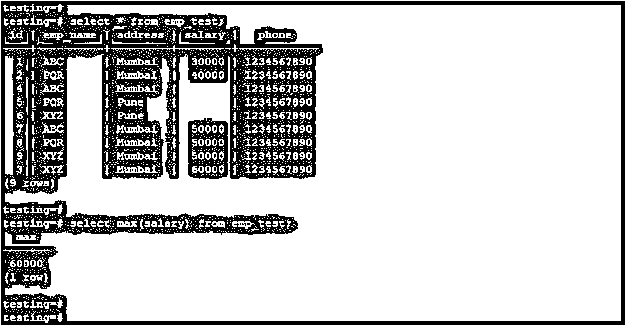 testing=#
testing=# select * from emp_test;
id | emp_name | address | salary | phone
1 | ABC | Mumbai | 30000 | 1234567890
2 | PQR | Mumbai | 40000 | 1234567890
4 | ABC | Mumbai | | 1234567890
5 | PQR | Pune | | 1234567890
6 | XYZ | Pune | | 1234567890
7 | ABC | Mumbai | 50000 | 1234567890
8 | PQR | Mumbai | 50000 | 1234567890
9 | XYZ | Mumbai | 50000 | 1234567890
3 | XYZ | Mumbai | 60000 | 1234567890
(9 rows)
testing=#
testing=# select max(salary) from emp_test;
max
60000
(1 row)
testing=#
testing=#